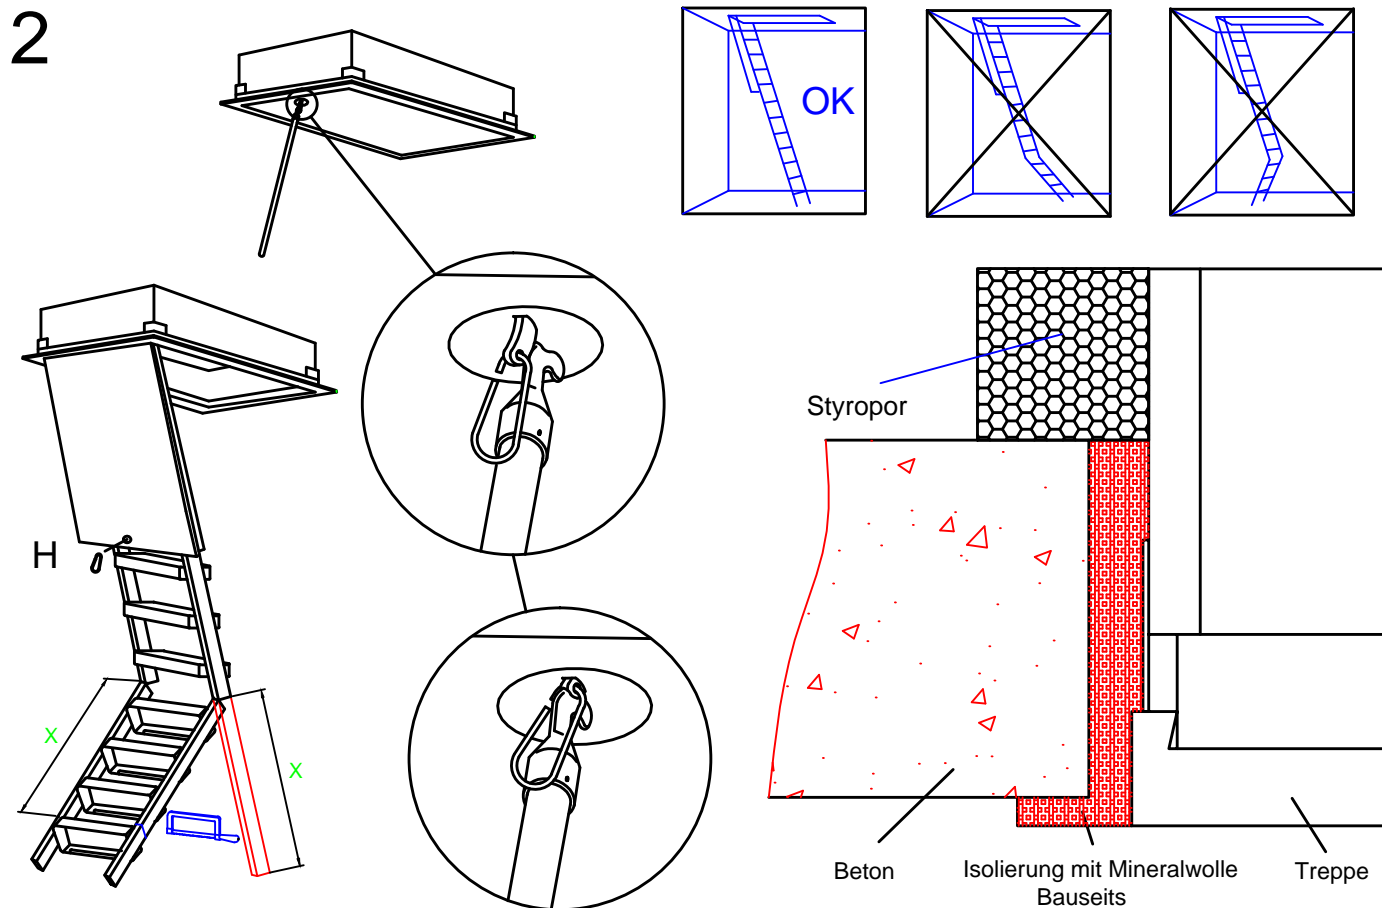 2
OK
Styropor
H
X
X
Beton
Isolierung mit Mineralwolle
Bauseits
Treppe